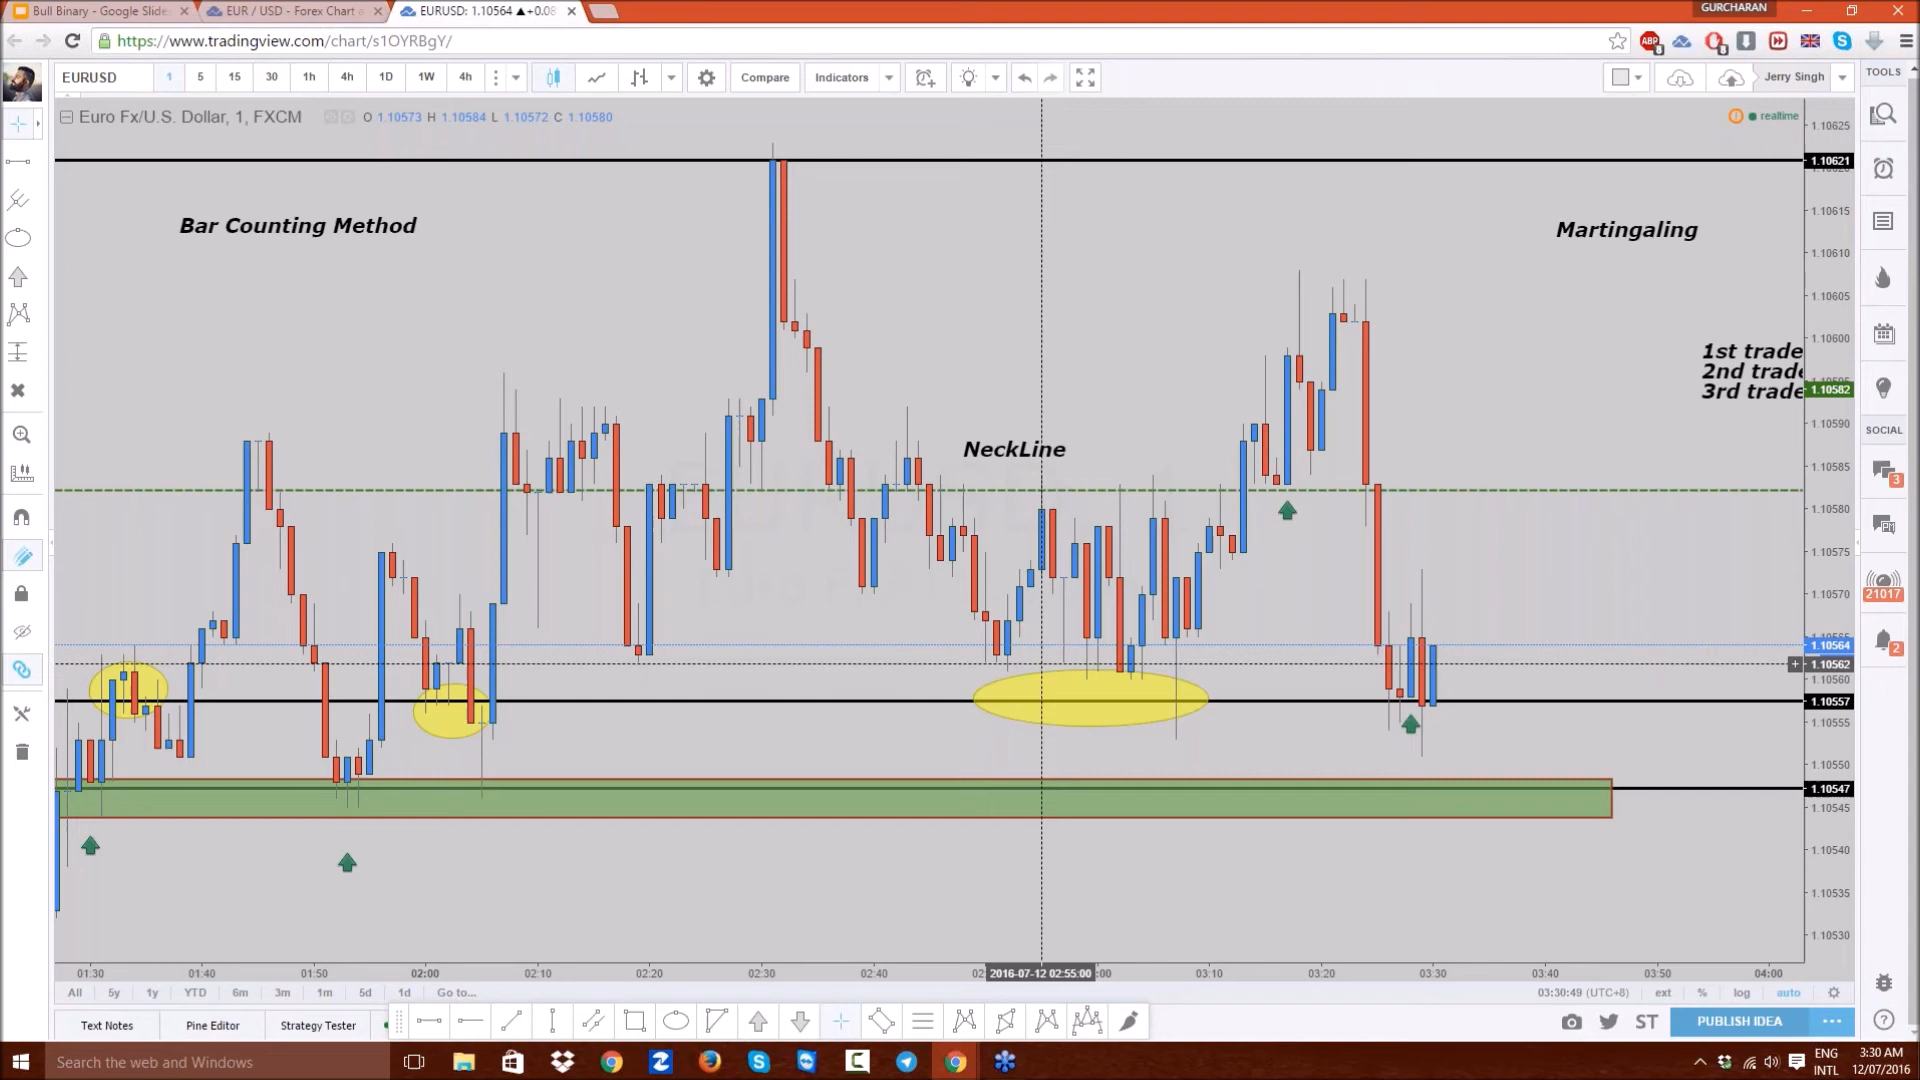 Bull Binary - Google Slides
EUR / USD - Forex Chart a
EURUSD: 1.10564 ▲+0.08
GURCHARAN
https://www.tradingview.com/chart/s1OYRBgY/
EURUSD 1 5 15 30 1h 4h 1D 1W 4h Compare Indicators Jerry Singh
TOOLS
Euro Fx/U.S. Dollar, 1, FXCM O 1.10573 H 1.10584 L 1.10572 C 1.10580
realtime
1.10625
1.10621
Bar Counting Method
Martingaling
1.10615
1.10610
1.10605
1.10600
1st trade
2nd trade
3rd trade
1.10582
1.10590
SOCIAL
NeckLine
1.10585
3
1.10580
1.10575
1.10570
21017
1.10564
2
1.10562
1.10560
1.10557
1.10555
1.10550
1.10547
1.10545
1.10540
1.10535
1.10530
01:30 01:40 01:50 02:00 02:10 02:20 02:30 02:40 2016-07-12 02:55:00 03:10 03:20 03:30 03:40 03:50 04:00
All 5y 1y YTD 6m 3m 1m 5d 1d Go to... 03:30:49 (UTC+8) ext % log auto
Text Notes Pine Editor Strategy Tester ST PUBLISH IDEA
Search the web and Windows
ENG
INTL
3:30 AM
12/07/2016